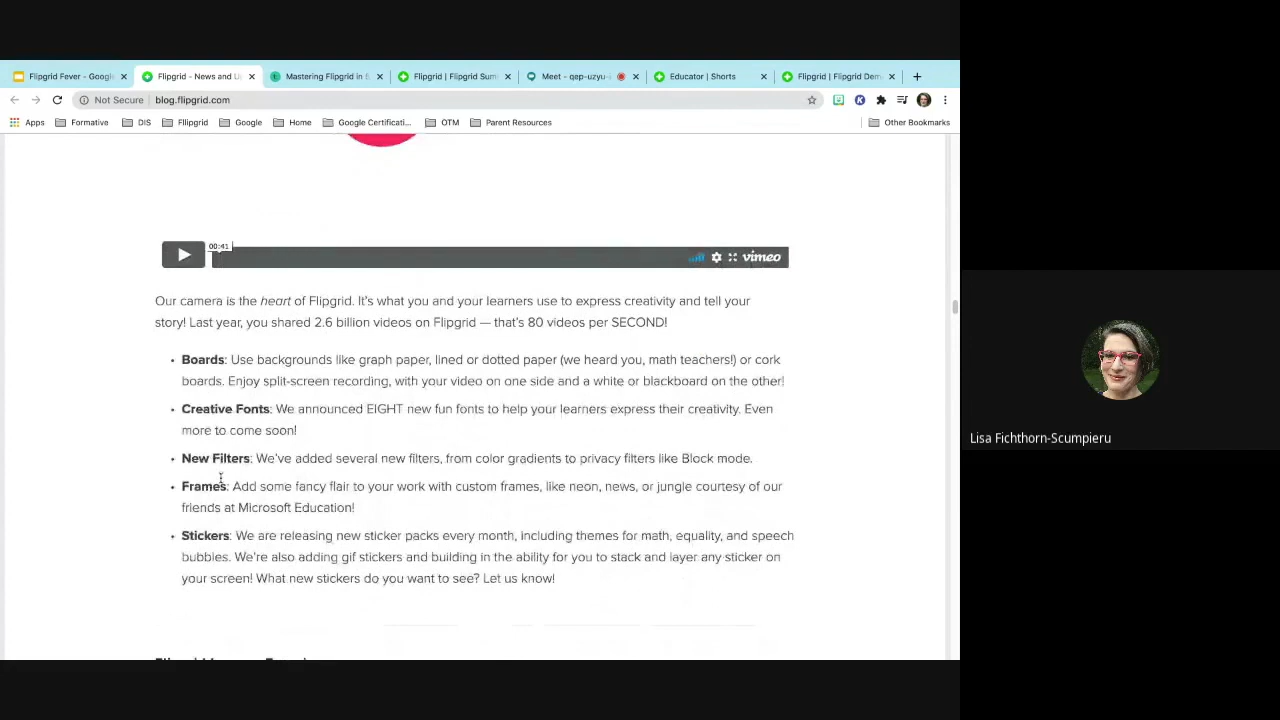 Flipgrid Fever - Google
Flipgrid - News and U
Mastering Flipgrid in
Flipgrid | Flipgrid Sum
Meet - qep-uzyu-
Educator | Shorts
Flipgrid | Flipgrid Dem
Not Secure
blog.flipgrid.com
Apps
Formative
DIS
FlIpgrid
Google
Home
Google Certificati...
OTM
Parent Resources
Other Bookmarks
00:41
vimeo
Our camera is the heart of Flipgrid. It's what you and your learners use to express creativity and tell your
story! Last year, you shared 2.6 billion videos on Flipgrid — that's 80 videos per SECOND!
• Boards: Use backgrounds like graph paper, lined or dotted paper (we heard you, math teachers!) or cork
boards. Enjoy split-screen recording, with your video on one side and a white or blackboard on the other!
• Creative Fonts: We announced EIGHT new fun fonts to help your learners express their creativity. Even
more to come soon!
• New Filters: We've added several new filters, from color gradients to privacy filters like Block mode.
• Frames: Add some fancy flair to your work with custom frames, like neon, news, or jungle courtesy of our
friends at Microsoft Education!
• Stickers: We are releasing new sticker packs every month, including themes for math, equality, and speech
bubbles. We're also adding gif stickers and building in the ability for you to stack and layer any sticker on
your screen! What new stickers do you want to see? Let us know!
Lisa Fichthorn-Scumpieru